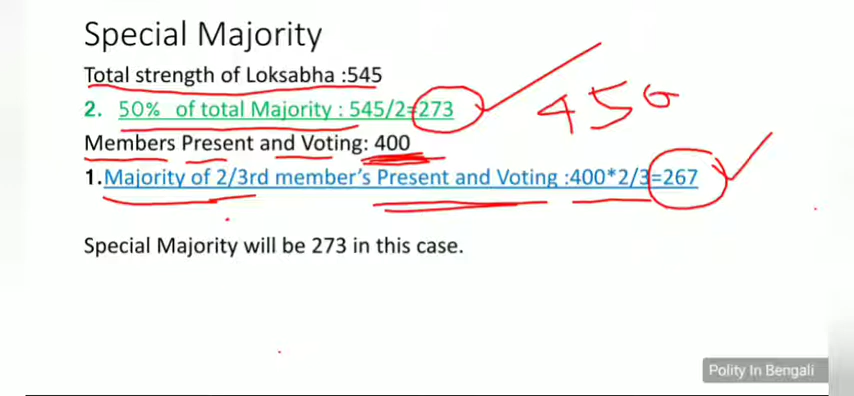 Special Majority
Total strength of Loksabha :545
2. 50% of total Majority : 545/2=273
450
Members Present and Voting: 400
1.Majority of 2/3rd member's Present and Voting :400*2/3=267
Special Majority will be 273 in this case.
Polity In Bengali